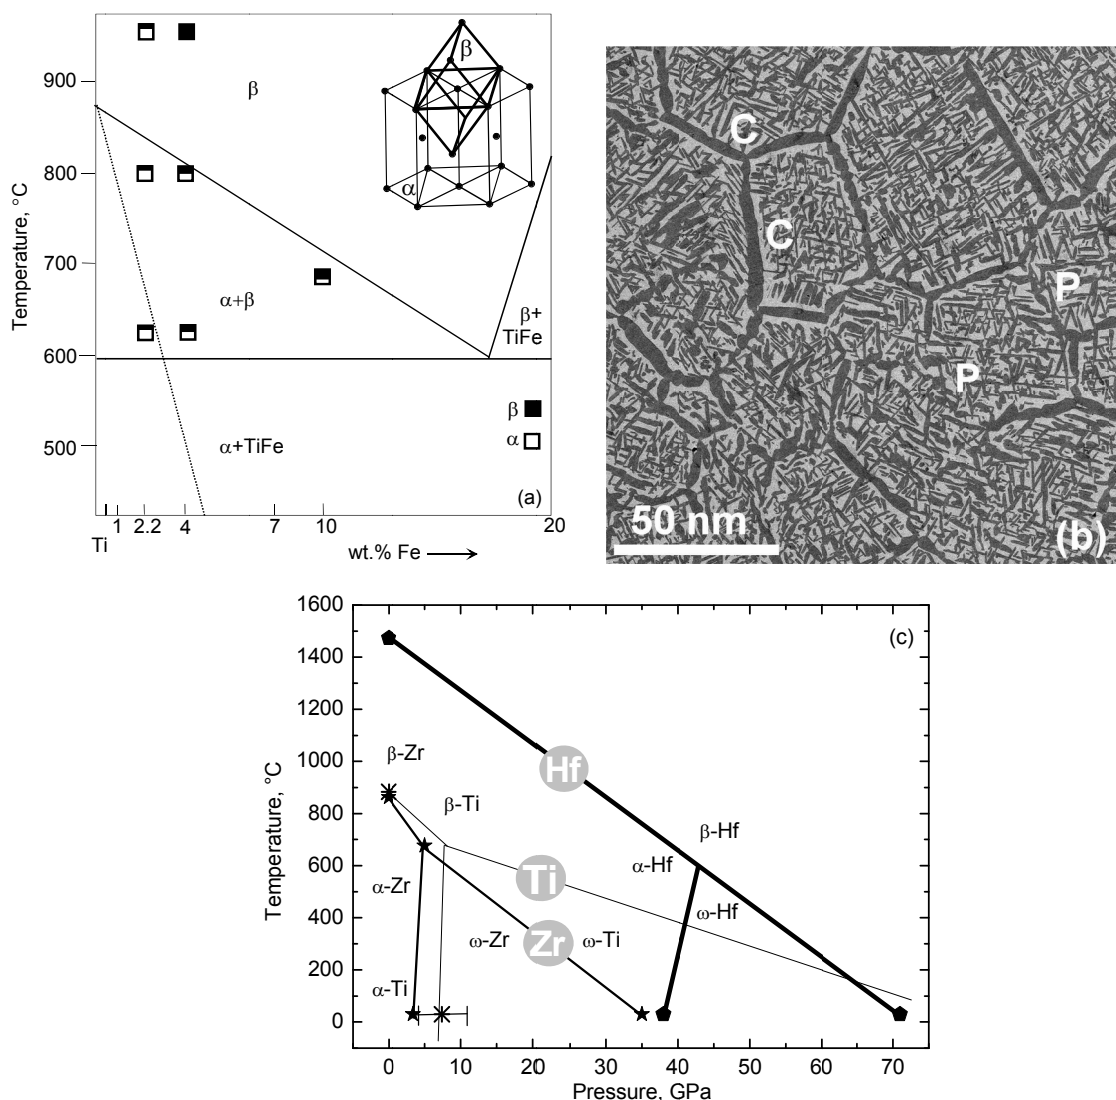 900
800
700
600
500
Temperature, °C
β
β
α
α+β
β+
TiFe
β
α
α+TiFe
(a)
1 2.2 4 7 10 20
Ti
wt.% Fe
C
C
P
P
50 nm
(b)
1600
1400
1200
1000
800
600
400
200
0
Temperature, °C
(c)
β-Zr
Hf
β-Ti
β-Hf
α-Hf
Ti
α-Zr
ω-Hf
ω-Zr
Zr
ω-Ti
α-Ti
0 10 20 30 40 50 60 70
Pressure, GPa